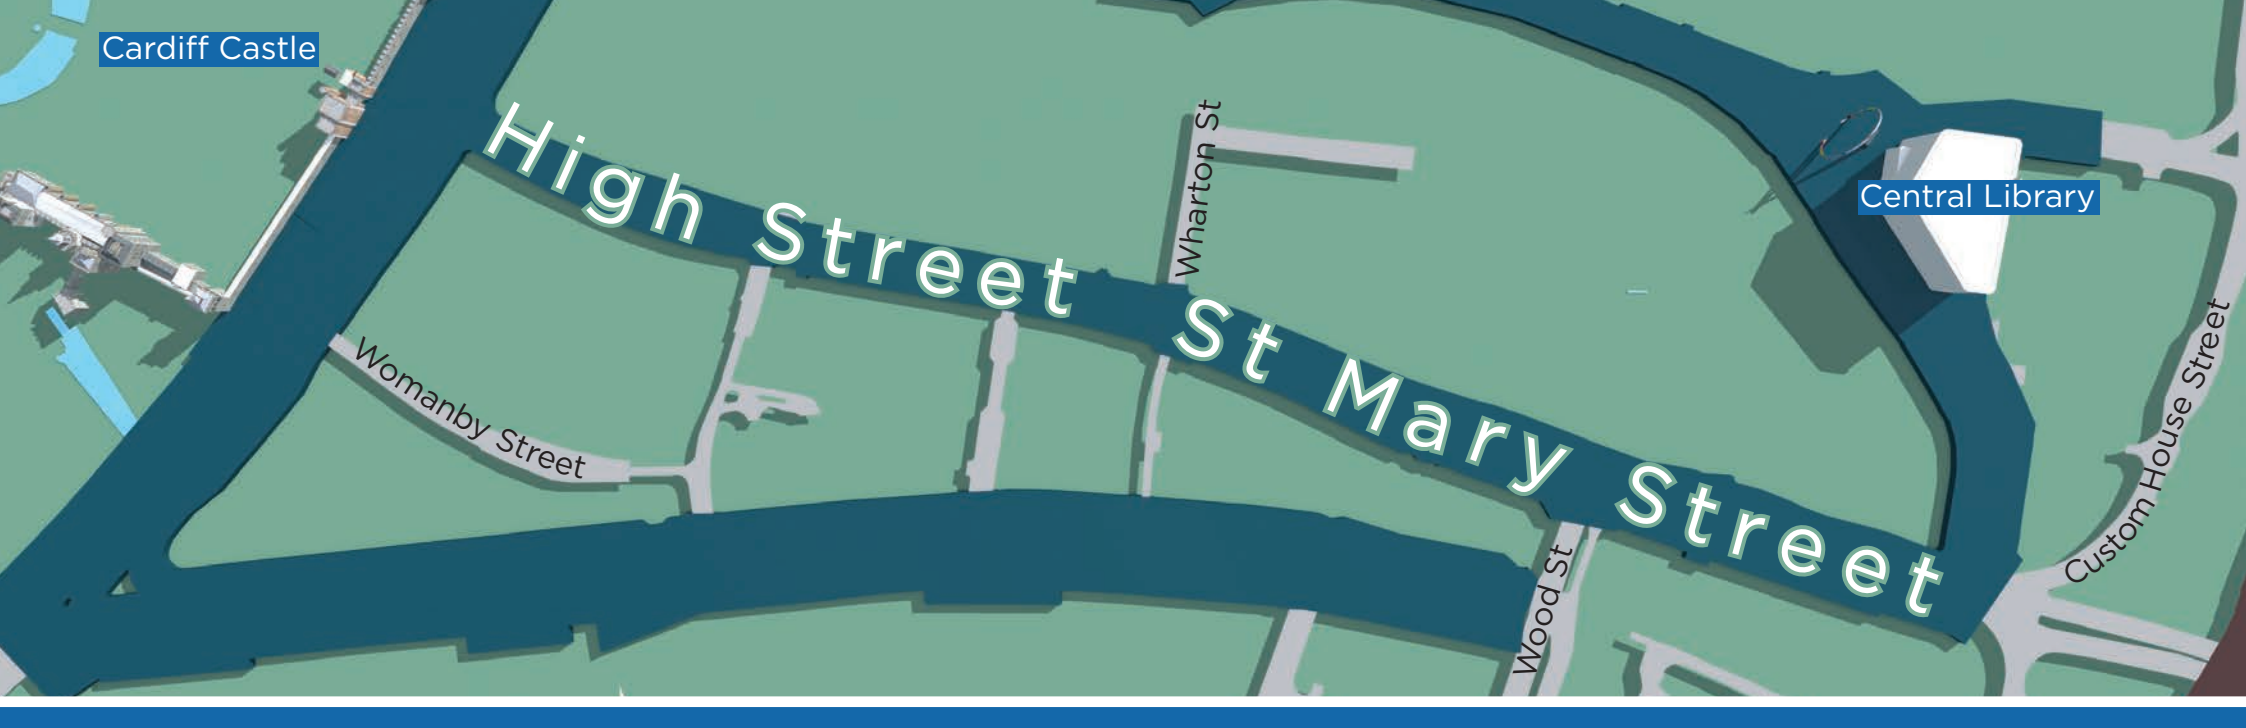 Cardiff Castle
High Street
Wharton St
Central Library
St Mary Street
Womanby Street
Custom House Street
Wood St